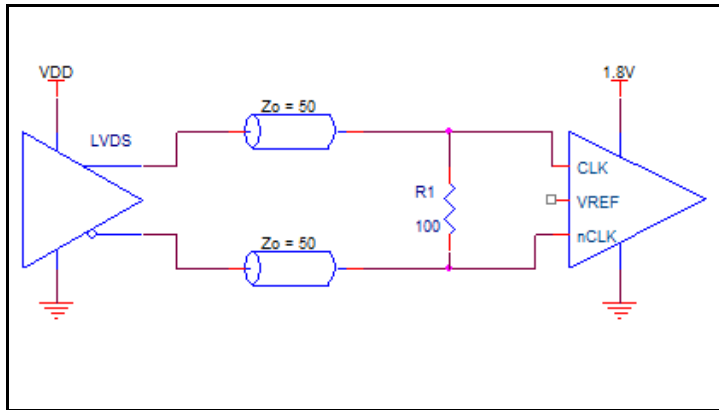 VDD
1.8V
Zo = 50
LVDS
CLK
R1
VREF
100
nCLK
Zo = 50